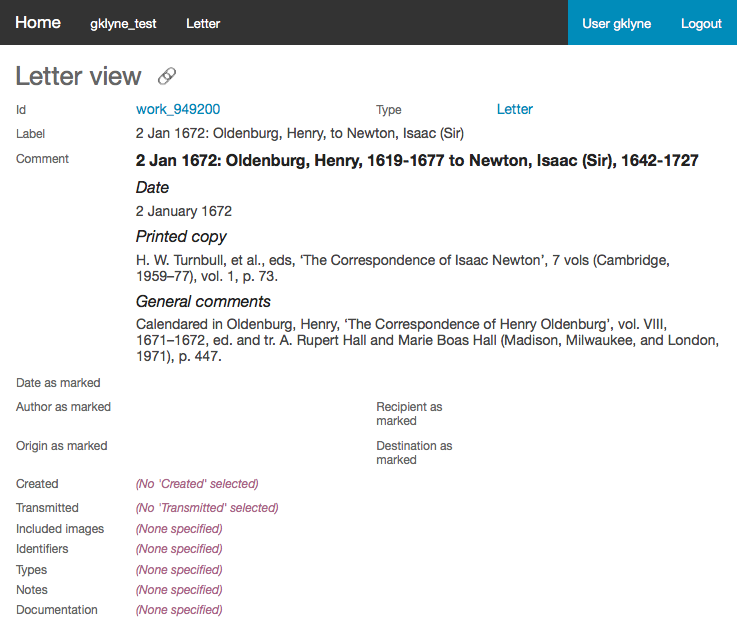 Home gklyne_test Letter User gklyne Logout
Letter view
Id work_949200 Type Letter
Label 2 Jan 1672: Oldenburg, Henry, to Newton, Isaac (Sir)
Comment 2 Jan 1672: Oldenburg, Henry, 1619-1677 to Newton, Isaac (Sir), 1642-1727
Date
2 January 1672
Printed copy
H. W. Turnbull, et al., eds, ‘The Correspondence of Isaac Newton’, 7 vols (Cambridge,
1959–77), vol. 1, p. 73.
General comments
Calendared in Oldenburg, Henry, ‘The Correspondence of Henry Oldenburg’, vol. VIII,
1671–1672, ed. and tr. A. Rupert Hall and Marie Boas Hall (Madison, Milwaukee, and London,
1971), p. 447.
Date as marked
Author as marked Recipient as
marked
Origin as marked Destination as
marked
Created (No 'Created' selected)
Transmitted (No 'Transmitted' selected)
Included images (None specified)
Identifiers (None specified)
Types (None specified)
Notes (None specified)
Documentation (None specified)